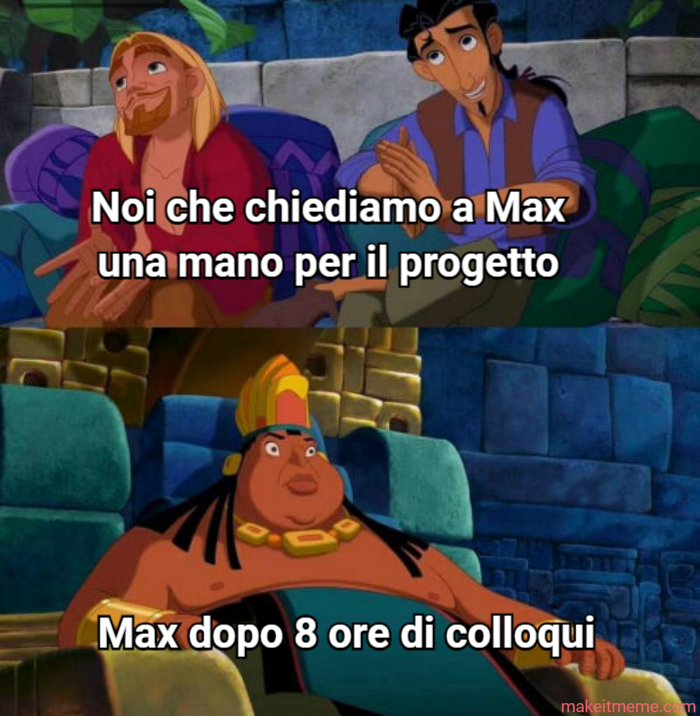 Noi che chiediamo a Max
una mano per il progetto
Max dopo 8 ore di colloqui
makeitmeme.com